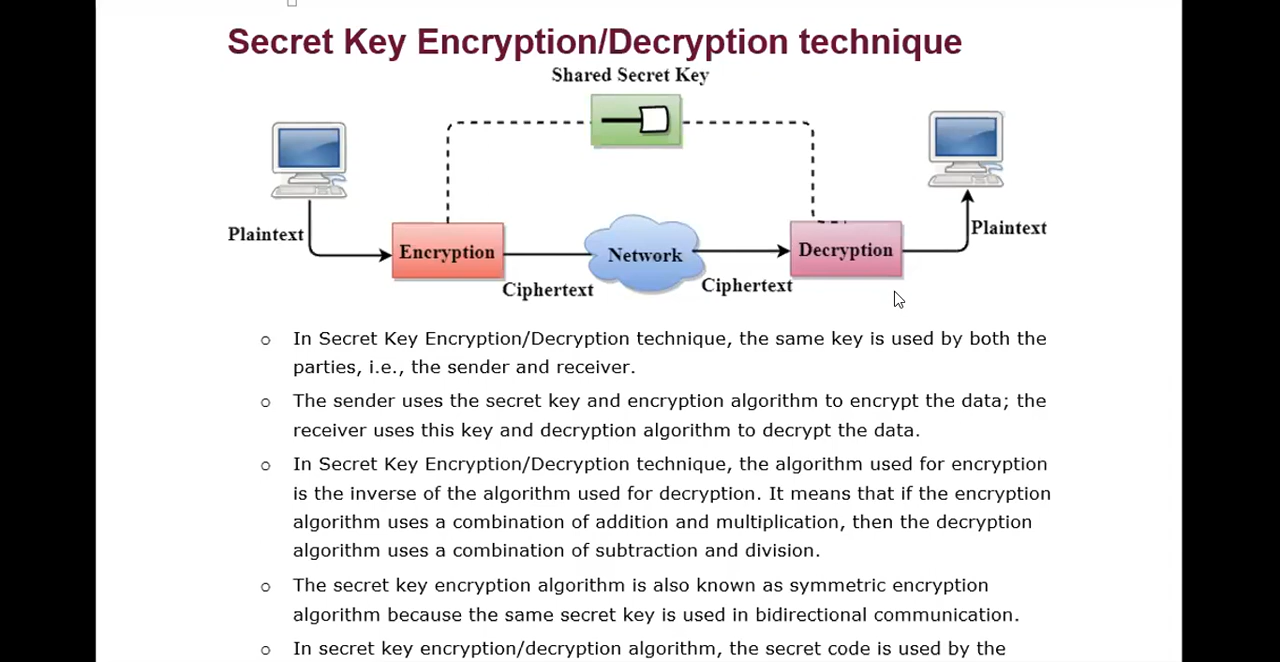 Secret Key Encryption/Decryption technique
Shared Secret Key
Plaintext
Encryption
Network
Decryption
Plaintext
Ciphertext
Ciphertext
o In Secret Key Encryption/Decryption technique, the same key is used by both the
parties, i.e., the sender and receiver.
o The sender uses the secret key and encryption algorithm to encrypt the data; the
receiver uses this key and decryption algorithm to decrypt the data.
o In Secret Key Encryption/Decryption technique, the algorithm used for encryption
is the inverse of the algorithm used for decryption. It means that if the encryption
algorithm uses a combination of addition and multiplication, then the decryption
algorithm uses a combination of subtraction and division.
o The secret key encryption algorithm is also known as symmetric encryption
algorithm because the same secret key is used in bidirectional communication.
o In secret key encryption/decryption algorithm, the secret code is used by the